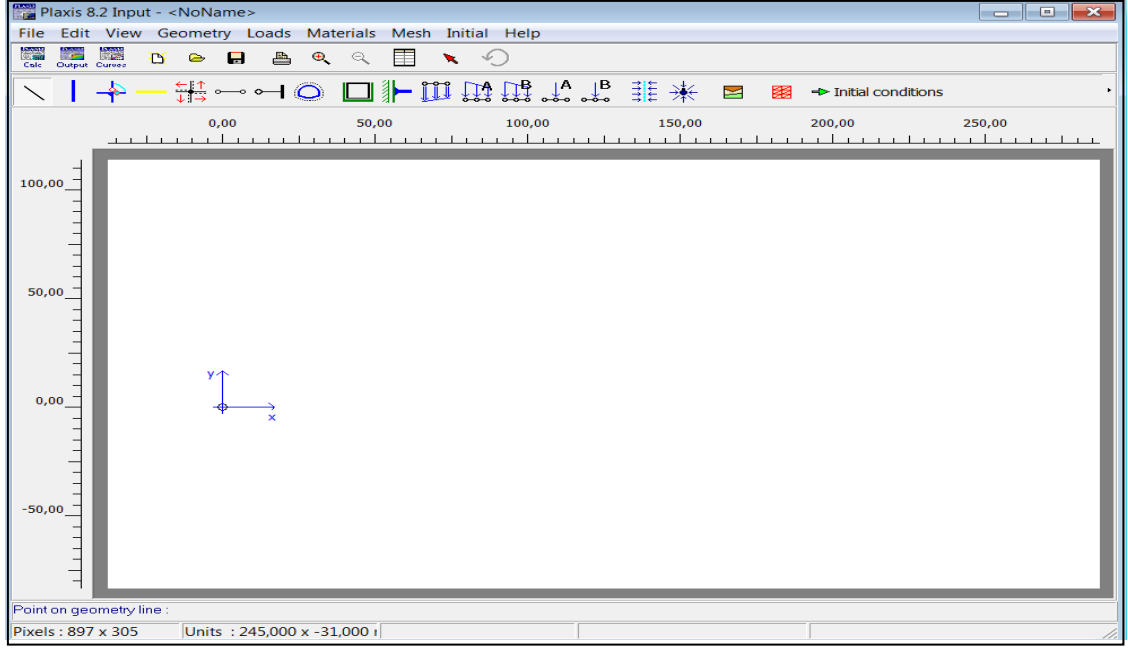 Plaxis 8.2 Input - <NoName>
File Edit View Geometry Loads Materials Mesh Initial Help
Calc Output Curves
A B A B Initial conditions
0,00 50,00 100,00 150,00 200,00 250,00
100,00
50,00
y
0,00
x
-50,00
Point on geometry line :
Pixels : 897 x 305 Units : 245,000 x -31,000